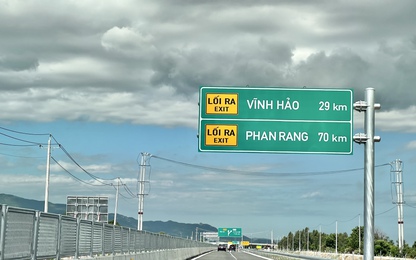 LỐI RA
EXIT
VĨNH HẢO 29 km
LỐI RA
EXIT
PHAN RANG 70 km